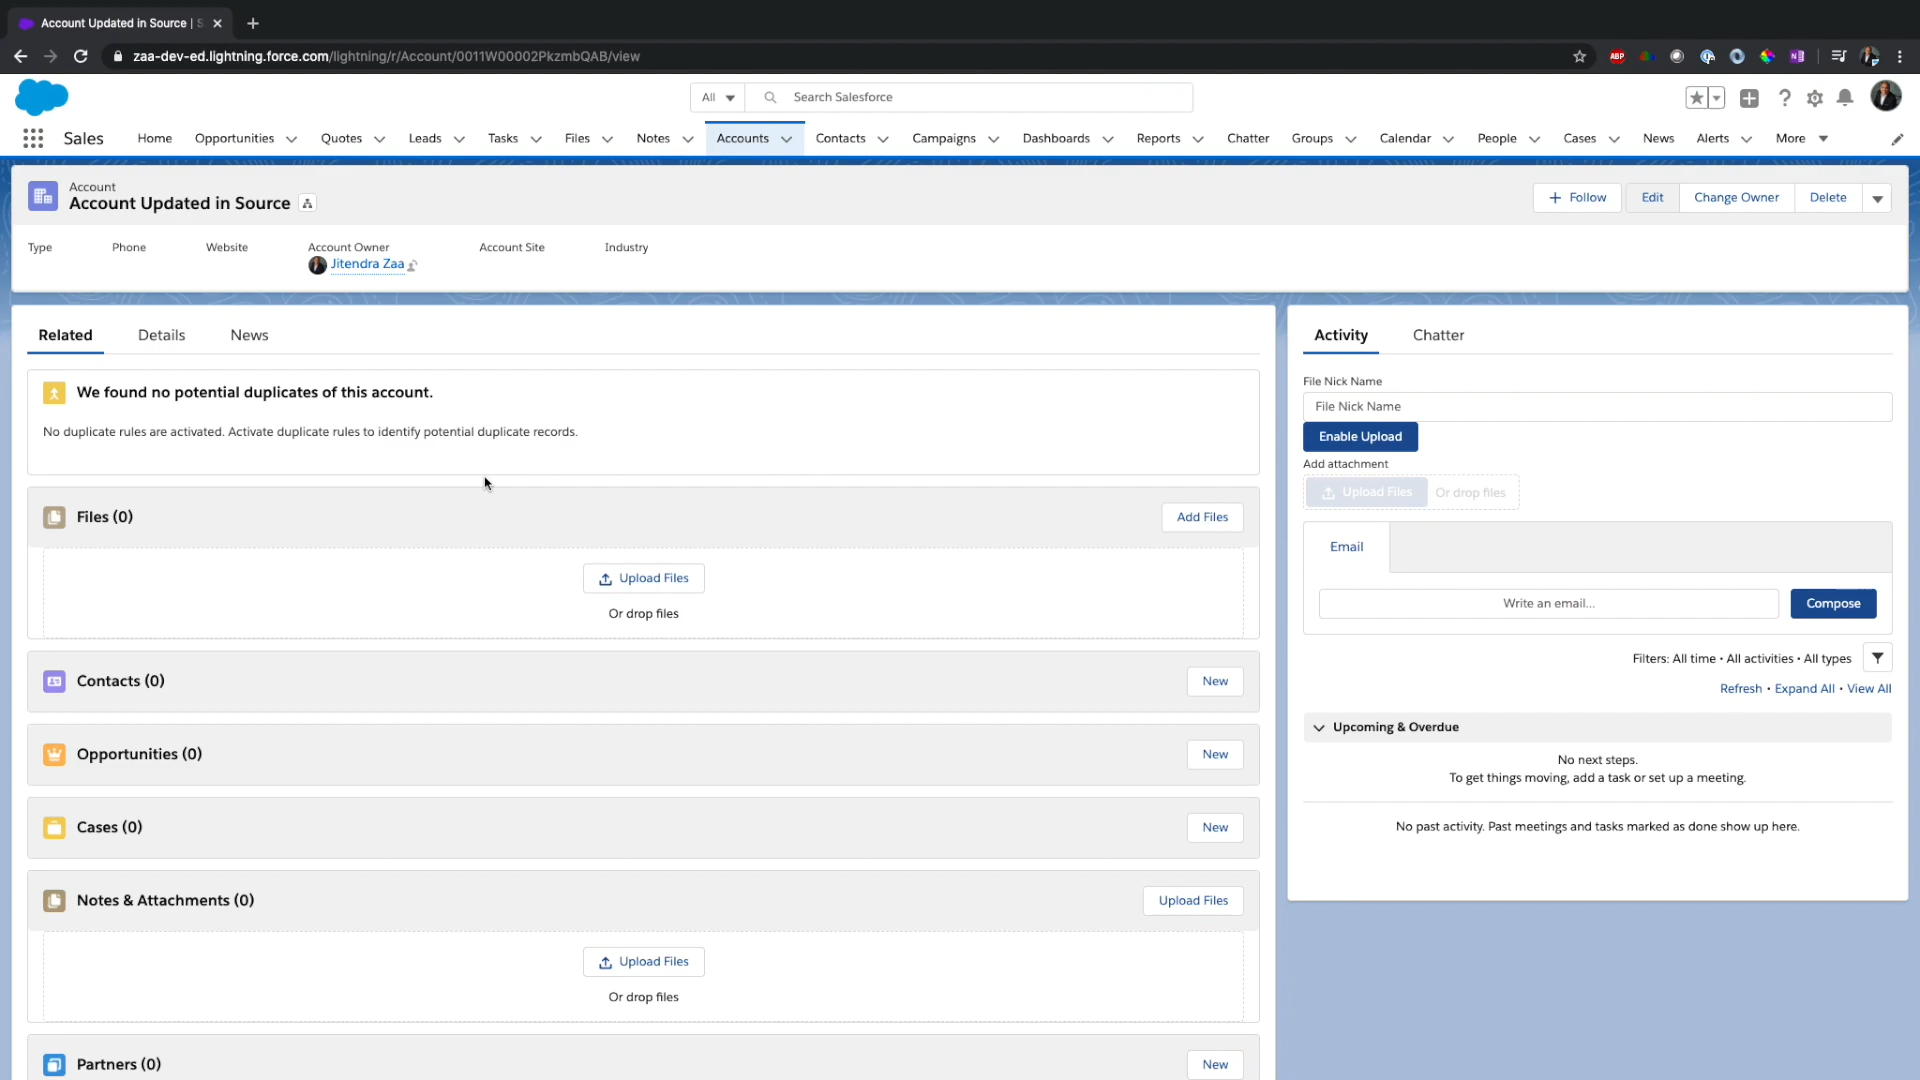 Account Updated in Source | S
zaa-dev-ed.lightning.force.com/lightning/r/Account/0011W00002PkzmbQAB/view
ABP
All
Search Salesforce
Sales
Home
Opportunities
Quotes
Leads
Tasks
Files
Notes
Accounts
Contacts
Campaigns
Dashboards
Reports
Chatter
Groups
Calendar
People
Cases
News
Alerts
More
Account
Account Updated in Source
Follow
Edit
Change Owner
Delete
Type
Phone
Website
Account Owner
Account Site
Industry
Jitendra Zaa
Related
Details
News
We found no potential duplicates of this account.
No duplicate rules are activated. Activate duplicate rules to identify potential duplicate records.
Files (0)
Add Files
Upload Files
Or drop files
Contacts (0)
New
Opportunities (0)
New
Cases (0)
New
Notes & Attachments (0)
Upload Files
Upload Files
Or drop files
Partners (0)
New
Activity
Chatter
File Nick Name
File Nick Name
Enable Upload
Add attachment
Upload Files
Or drop files
Email
Write an email...
Compose
Filters: All time • All activities • All types
Refresh • Expand All • View All
Upcoming & Overdue
No next steps.
To get things moving, add a task or set up a meeting.
No past activity. Past meetings and tasks marked as done show up here.